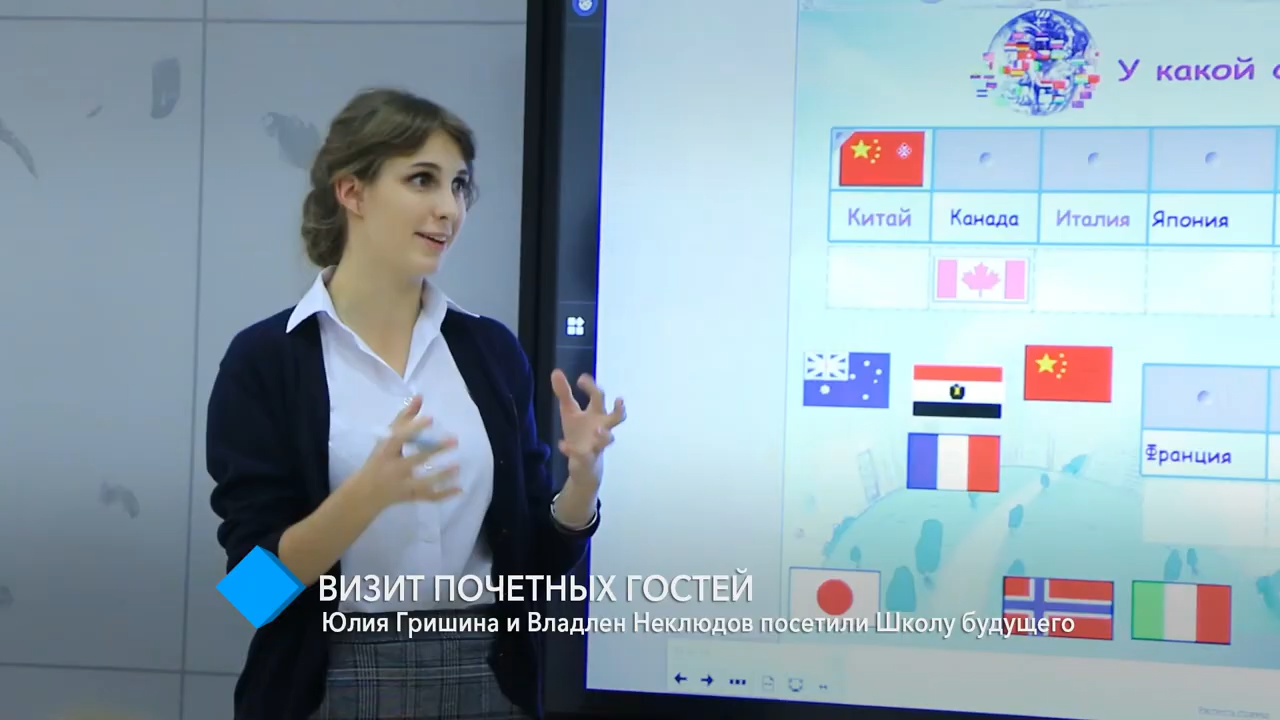 У какой
Китай Канада Италия Япония
Франция
ВИЗИТ ПОЧЕТНЫХ ГОСТЕЙ
Юлия Гришина и Владлен Неклюдов посетили Школу будущего